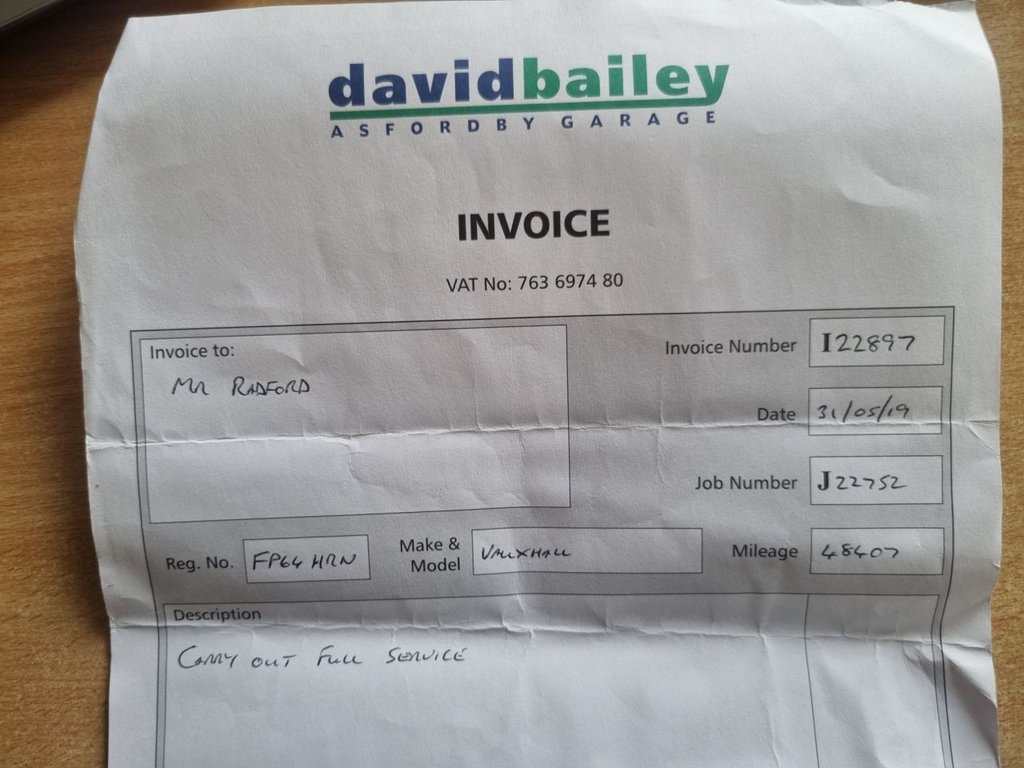 davidbailey
ASFORDBY GARAGE
INVOICE
VAT No: 763 6974 80
Invoice to:
MR RADFORD
Invoice Number I22897
Date 31/05/19
Job Number J22752
Reg. No. FP64 HRN
Make & Model VAUXHALL
Mileage 48407
Description
CARRY OUT FULL SERVICE